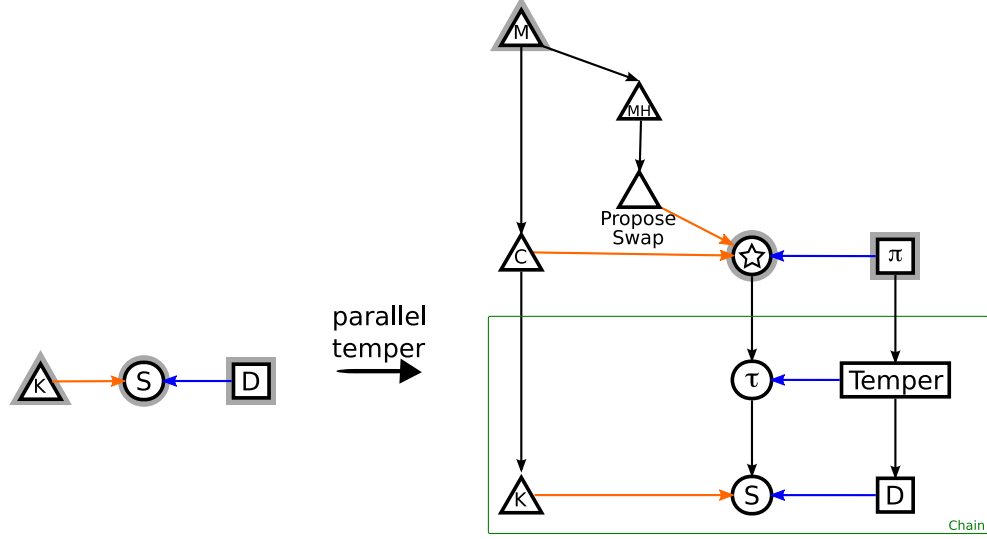 M
MH
Propose
Swap
C
π
parallel
temper
K
S
D
τ
Temper
K
S
D
Chain